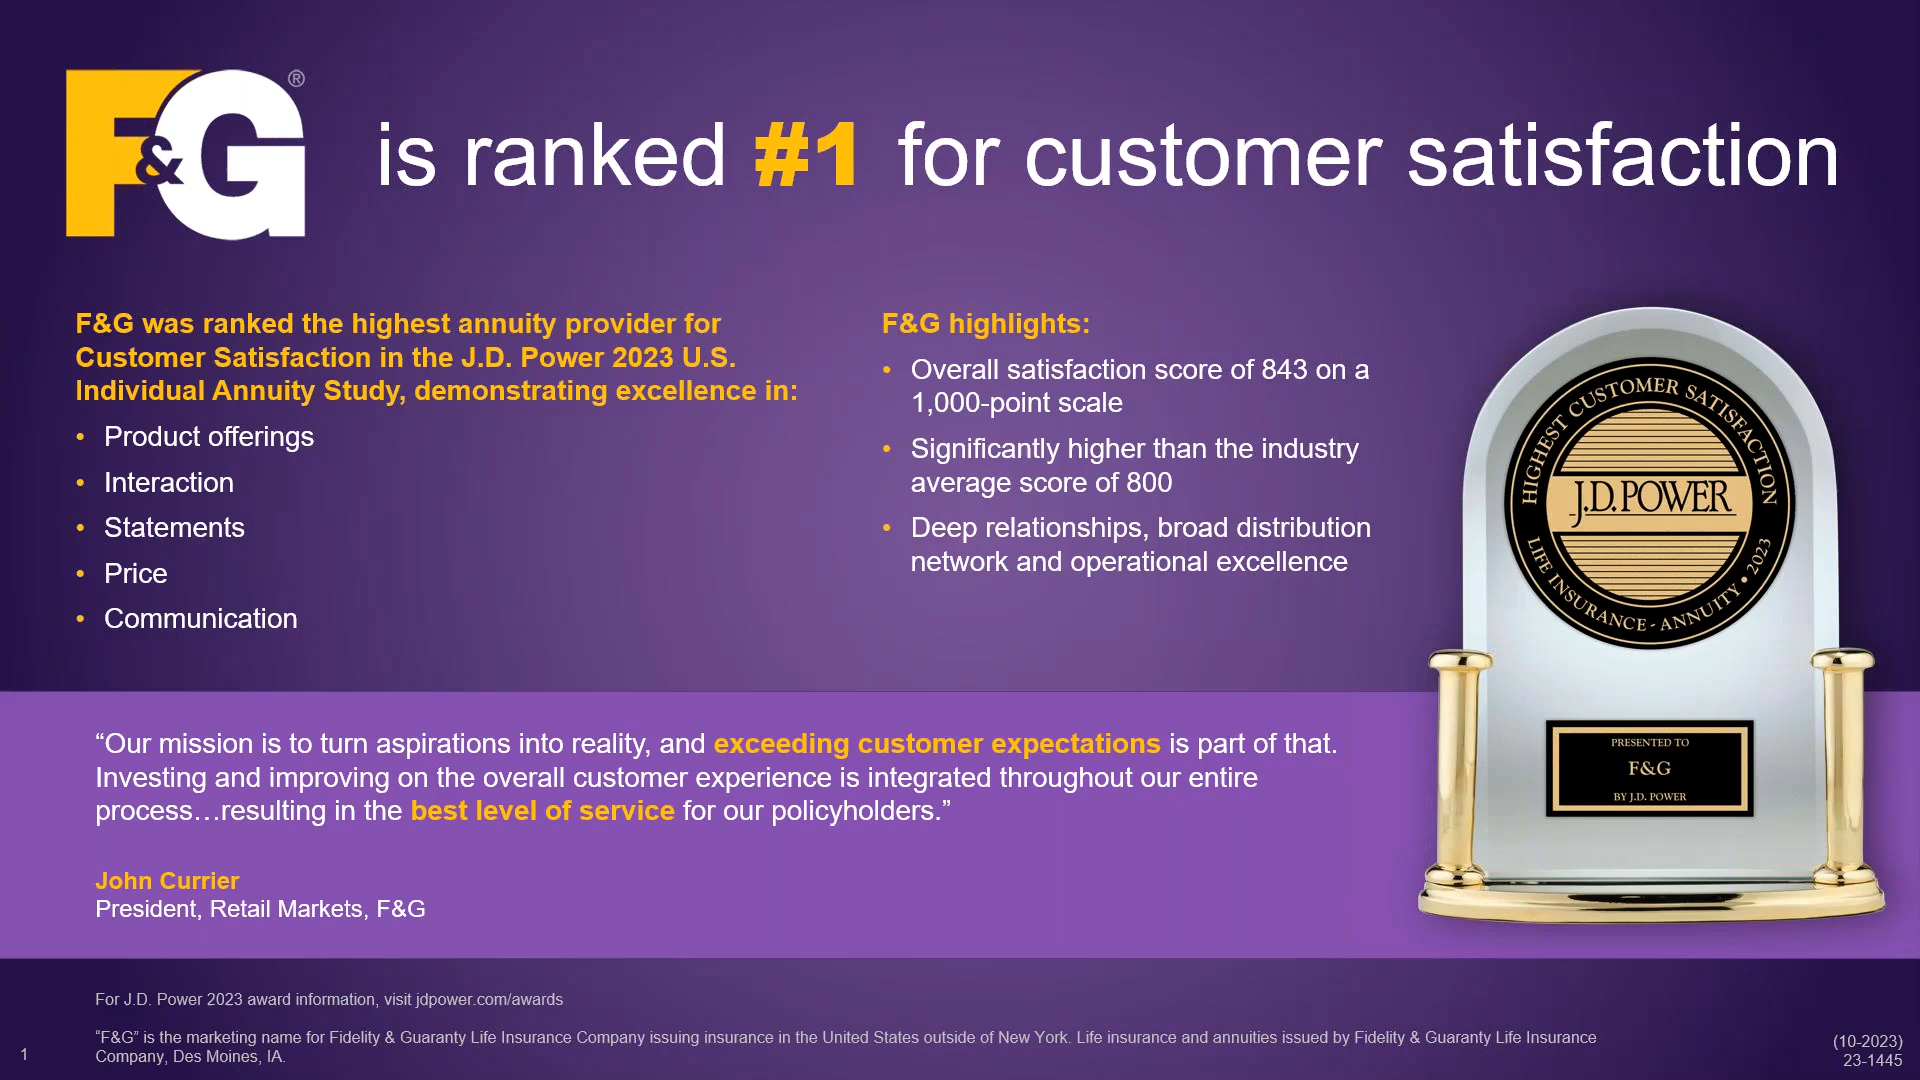 F&G®
is ranked #1 for customer satisfaction
F&G was ranked the highest annuity provider for
Customer Satisfaction in the J.D. Power 2023 U.S.
Individual Annuity Study, demonstrating excellence in:
• Product offerings
• Interaction
• Statements
• Price
• Communication
F&G highlights:
• Overall satisfaction score of 843 on a
1,000-point scale
• Significantly higher than the industry
average score of 800
• Deep relationships, broad distribution
network and operational excellence
HIGHEST CUSTOMER SATISFACTION
J.D. POWER
LIFE INSURANCE - ANNUITY • 2023
PRESENTED TO
F&G
BY J.D. POWER
“Our mission is to turn aspirations into reality, and exceeding customer expectations is part of that.
Investing and improving on the overall customer experience is integrated throughout our entire
process…resulting in the best level of service for our policyholders.”
John Currier
President, Retail Markets, F&G
For J.D. Power 2023 award information, visit jdpower.com/awards
“F&G” is the marketing name for Fidelity & Guaranty Life Insurance Company issuing insurance in the United States outside of New York. Life insurance and annuities issued by Fidelity & Guaranty Life Insurance
Company, Des Moines, IA.
1
(10-2023)
23-1445